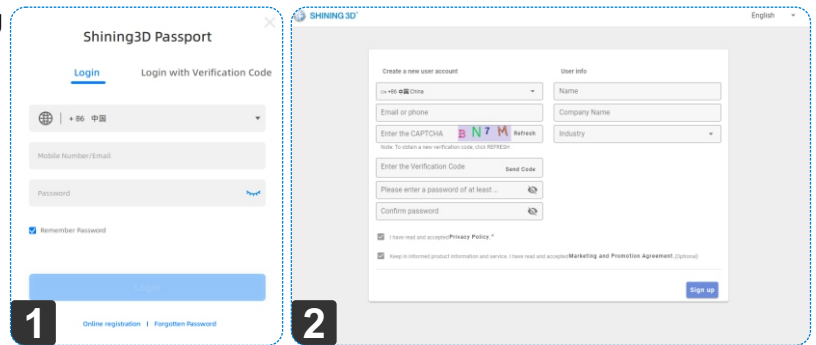 Shining3D Passport
Login
Login with Verification Code
+ 86 中国
Mobile Number/Email
Password
Remember Password
Login
Online registration | Forgotten Password
1
SHINING 3D
English
Create a new user account
User info
CN +86 中国 China
Name
Email or phone
Company Name
Enter the CAPTCHA
B N 7 M
Refresh
Industry
Note: To obtain a new verification code, click REFRESH
Enter the Verification Code
Send Code
Please enter a password of at least ...
Confirm password
I have read and accepted Privacy Policy.*
Keep in informed product information and service. I have read and accepted Marketing and Promotion Agreement.(Optional)
Sign up
2